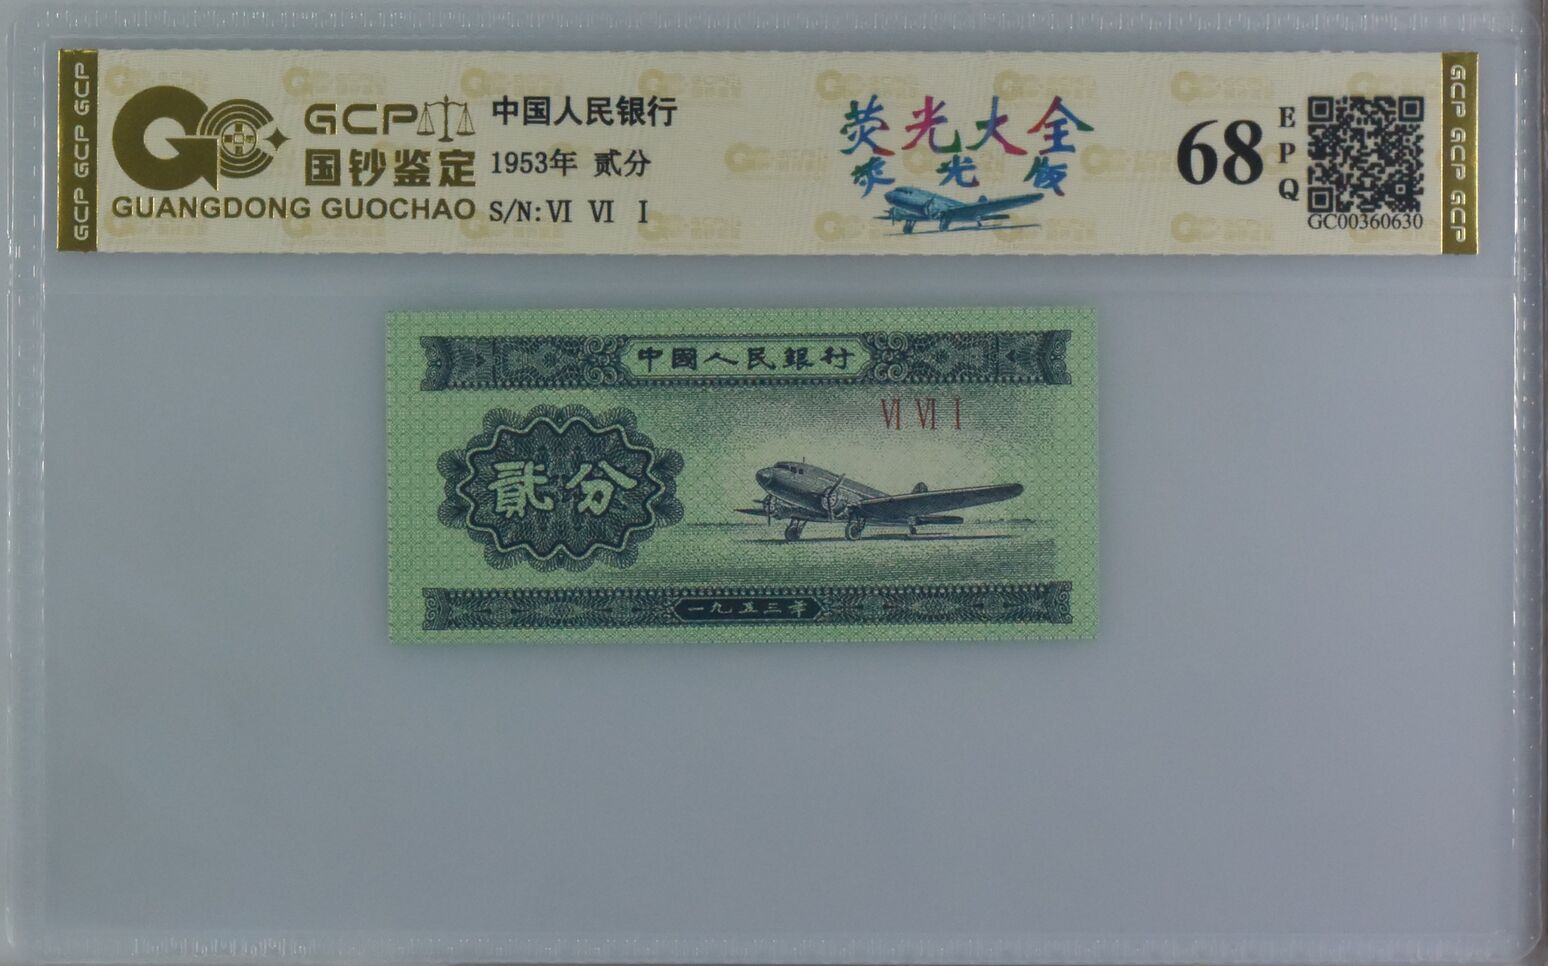 GCP GCP GCP
GCP
国钞鉴定
GUANGDONG GUOCHAO
中国人民银行
1953年 贰分
S/N:Ⅵ Ⅵ Ⅰ
荧光大全
荧光版
68
E
P
Q
GC00360630
GCP GCP GCP
中國人民銀行
Ⅵ Ⅵ Ⅰ
貳分
一九五三年